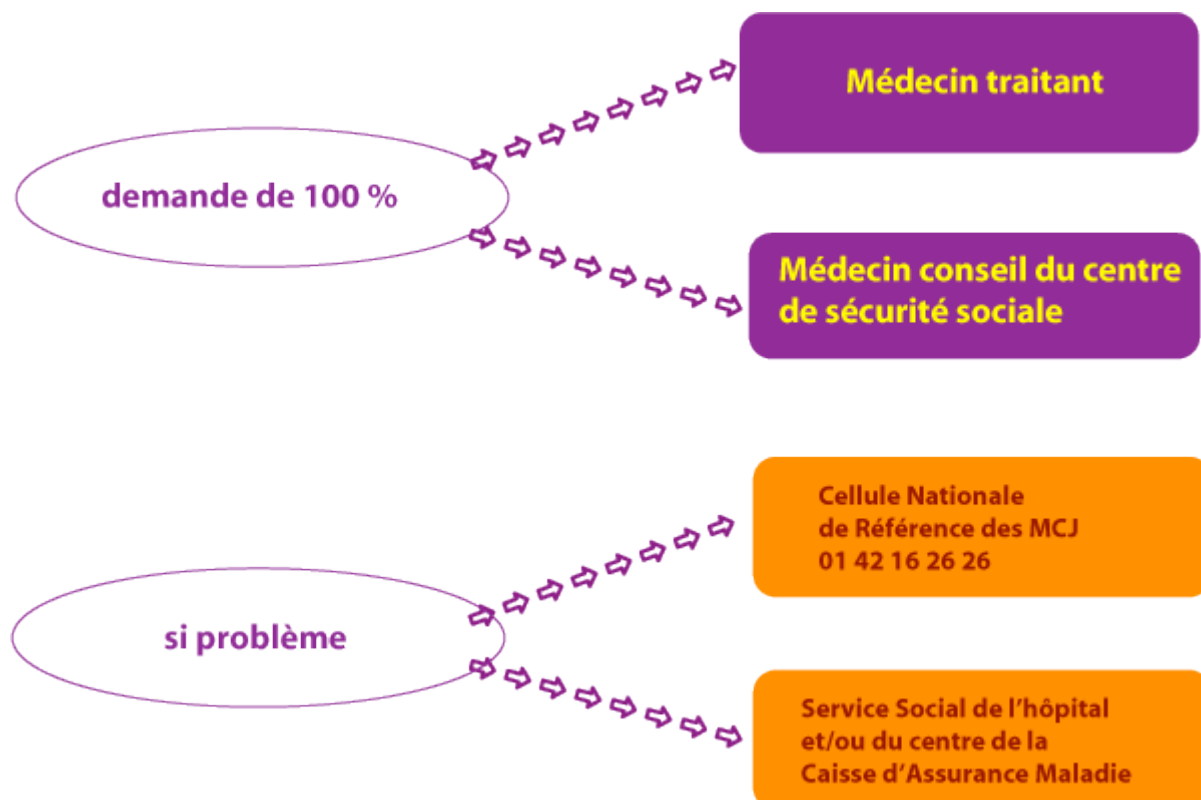 demande de 100 %
Médecin traitant
Médecin conseil du centre
de sécurité sociale
si problème
Cellule Nationale
de Référence des MCJ
01 42 16 26 26
Service Social de l'hôpital
et/ou du centre de la
Caisse d'Assurance Maladie